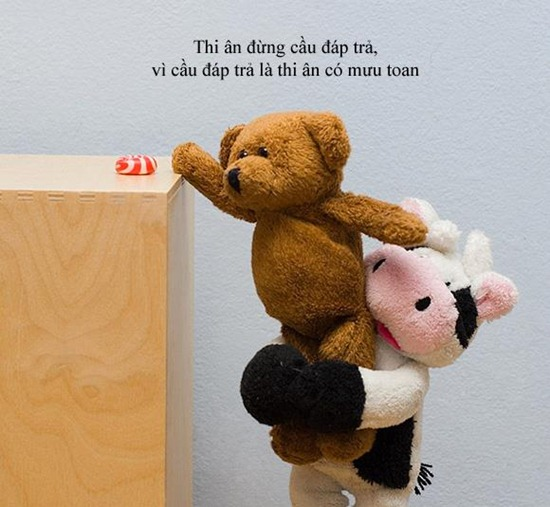 Thi ân đừng cầu đáp trả,
vì cầu đáp trả là thi ân có mưu toan